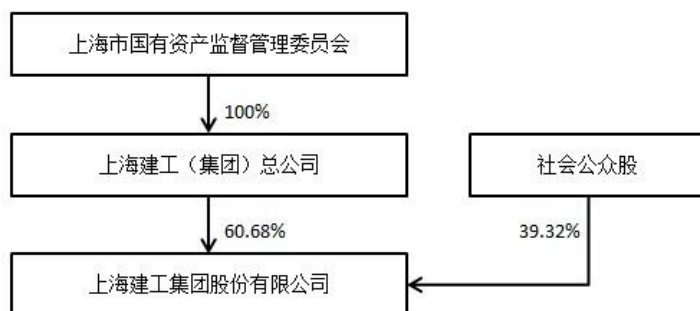 上海市国有资产监督管理委员会
100%
上海建工（集团）总公司
社会公众股
60.68%
39.32%
上海建工集团股份有限公司